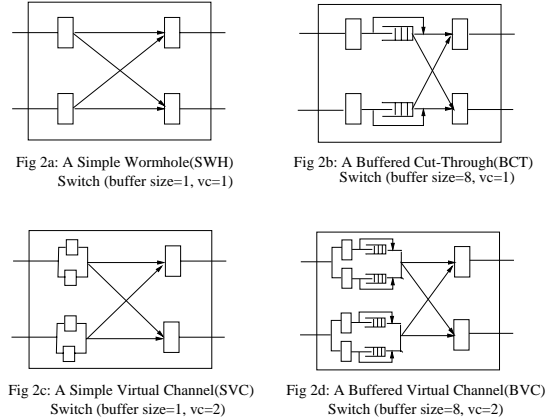 Fig 2a: A Simple Wormhole(SWH)
Switch (buffer size=1, vc=1)
Fig 2b: A Buffered Cut-Through(BCT)
Switch (buffer size=8, vc=1)
Fig 2c: A Simple Virtual Channel(SVC)
Switch (buffer size=1, vc=2)
Fig 2d: A Buffered Virtual Channel(BVC)
Switch (buffer size=8, vc=2)